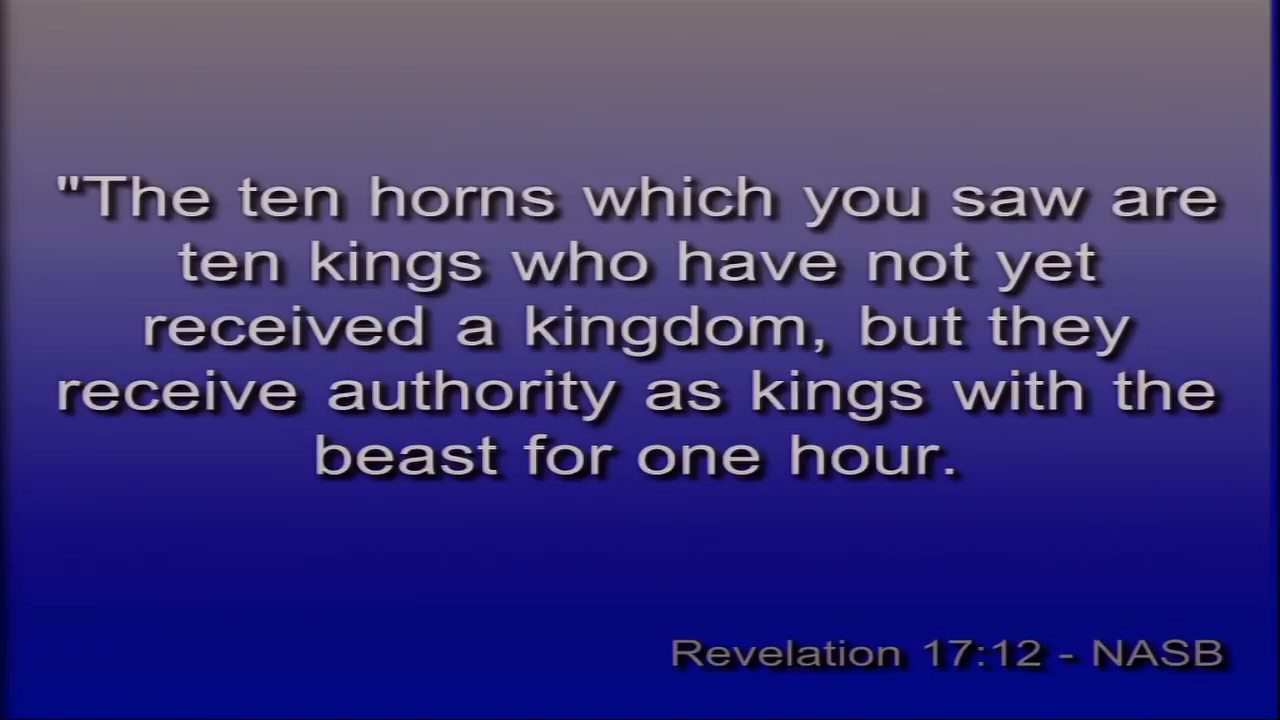 "The ten horns which you saw are
ten kings who have not yet
received a kingdom, but they
receive authority as kings with the
beast for one hour.
Revelation 17:12 - NASB